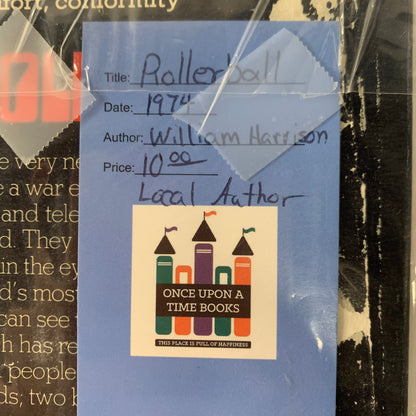 fort, conformity
Title: Rollerball
Date: 1974
Author: William Harrison
Price: 10.00
Local Author
ONCE UPON A
TIME BOOKS
THIS PLACE IS FULL OF HAPPINESS
e very ne
e a war e
and tele
d. They
in the ey
d's most
can see
h has re
people
ds; two b